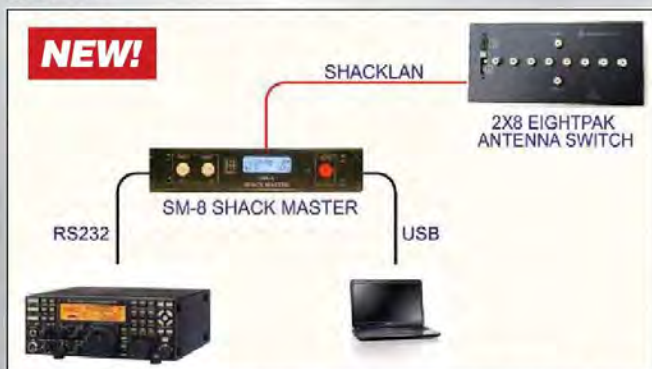 NEW!
SHACKLAN
2X8 EIGHTPAK
ANTENNA SWITCH
SM-8 SHACK MASTER
RS232
USB